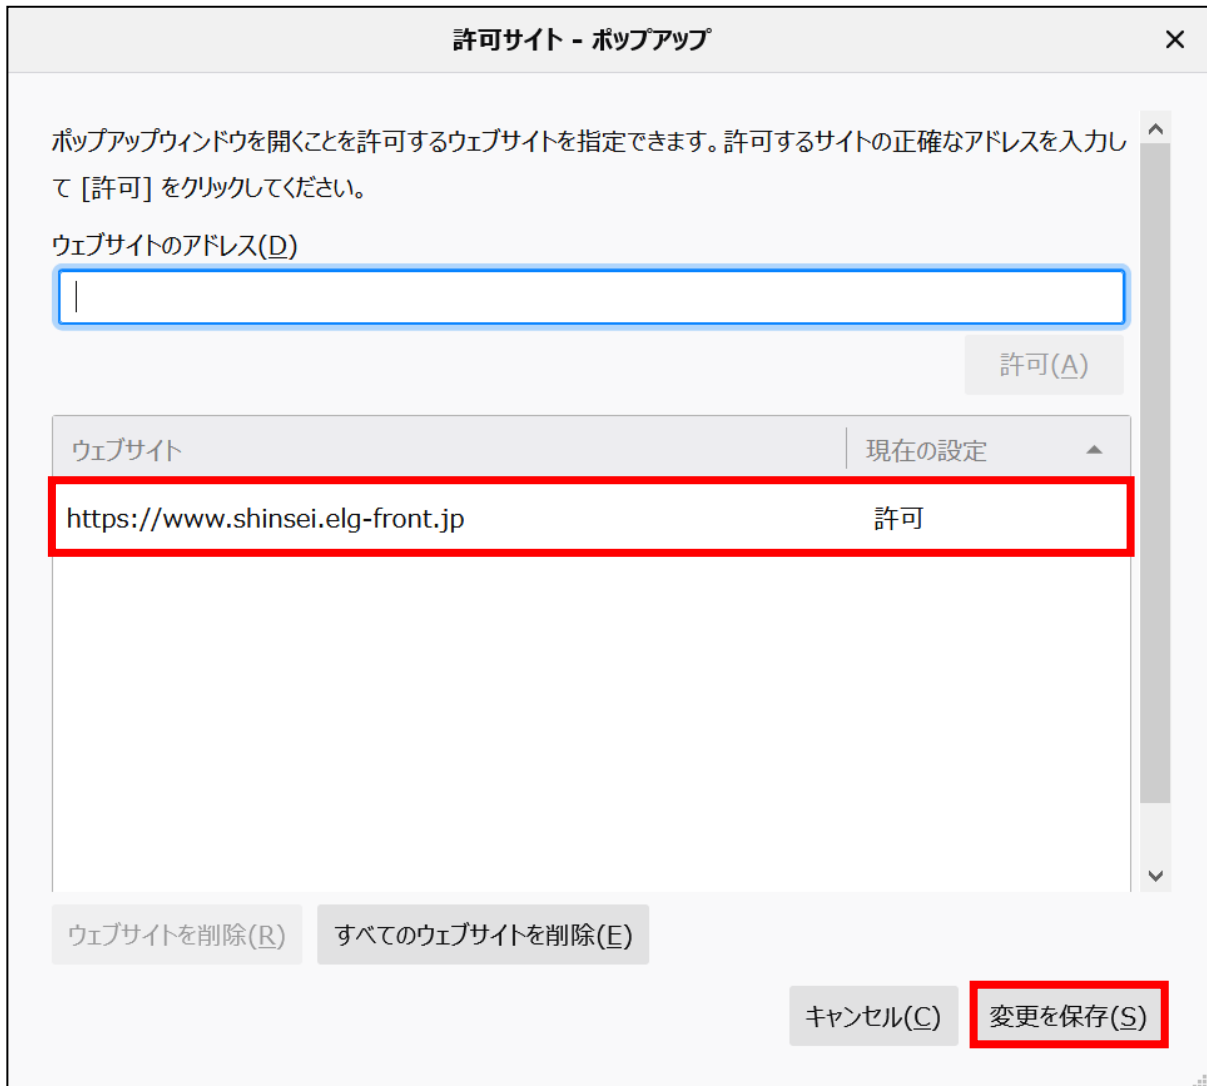 許可サイト - ポップアップ
ポップアップウィンドウを開くことを許可するウェブサイトを指定できます。許可するサイトの正確なアドレスを入力し
て [許可] をクリックしてください。
ウェブサイトのアドレス(D)
許可(A)
ウェブサイト 現在の設定
https://www.shinsei.elg-front.jp 許可
ウェブサイトを削除(R) すべてのウェブサイトを削除(E)
キャンセル(C) 変更を保存(S)